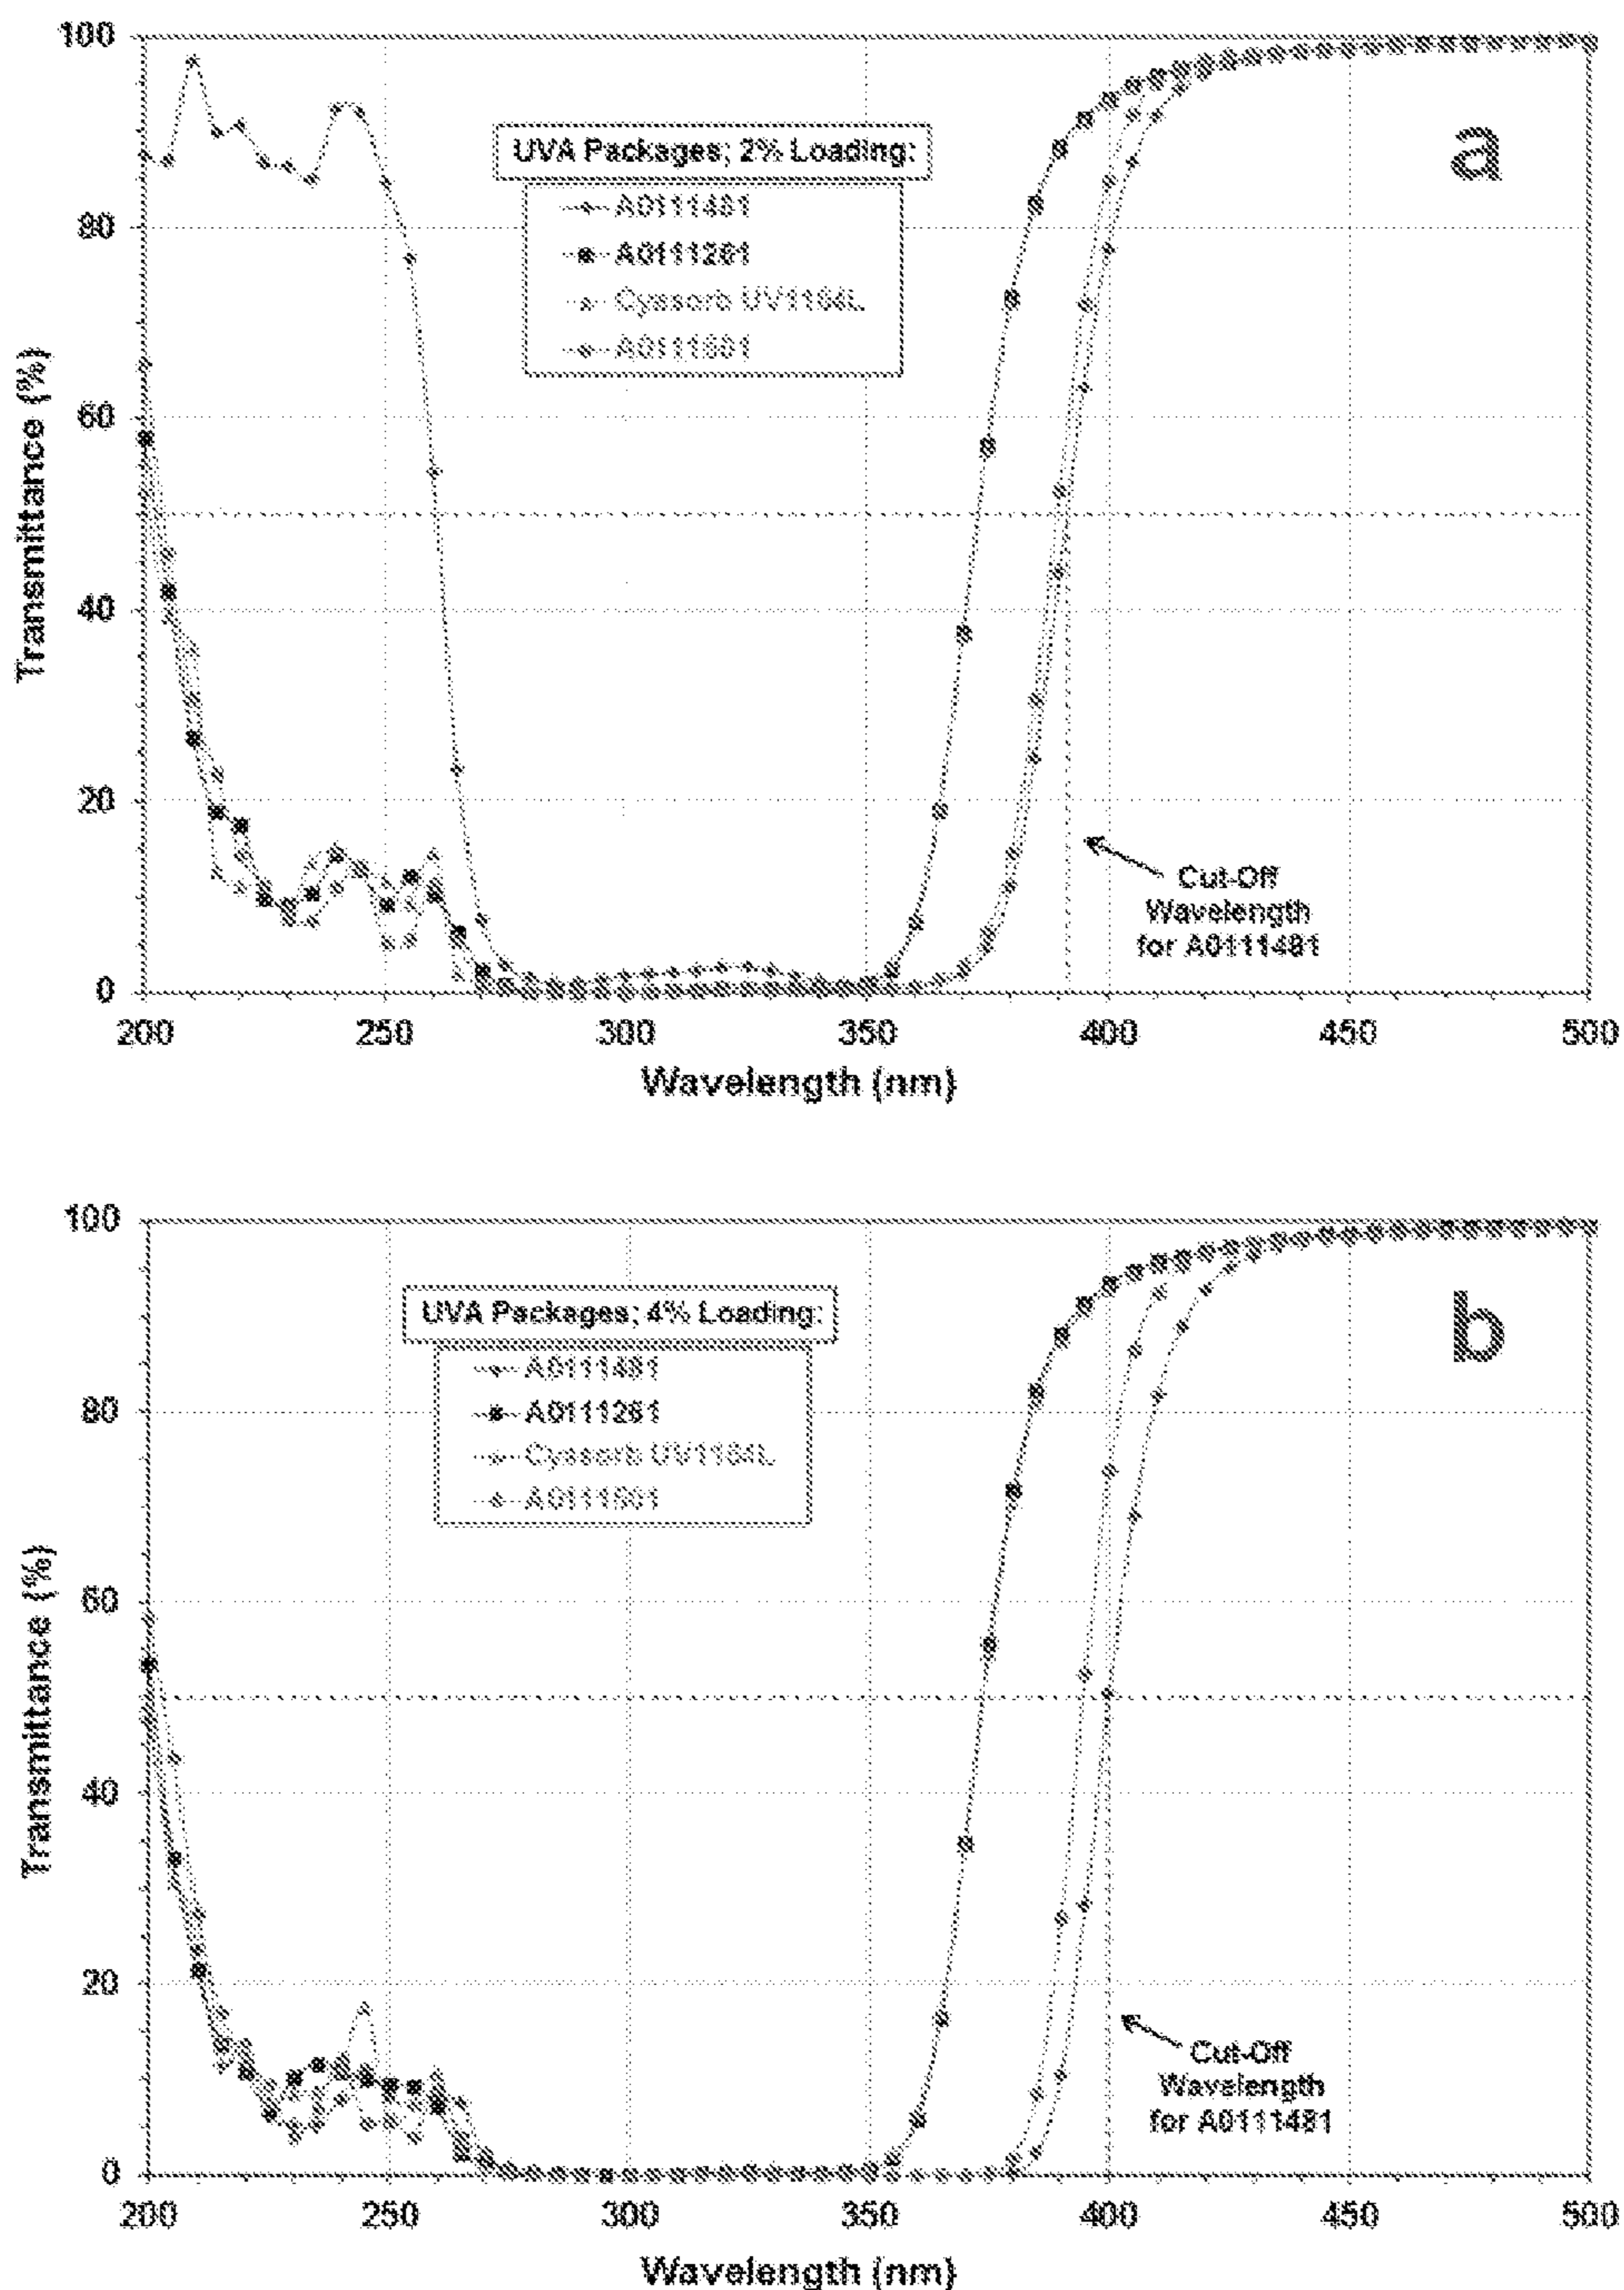 100
80
60
40
20
0
Transmittance (%)
UVA Packages; 2% Loading:
A0111481
A0111261
Cyasorb UV1164L
a
Cut-Off
Wavelength
for A0111481
200 250 300 350 400 450 500
Wavelength (nm)
100
80
60
40
20
0
Transmittance (%)
UVA Packages; 4% Loading:
A0111481
A0111261
Cyasorb UV1164L
b
Cut-Off
Wavelength
for A0111481
200 250 300 350 400 450 500
Wavelength (nm)